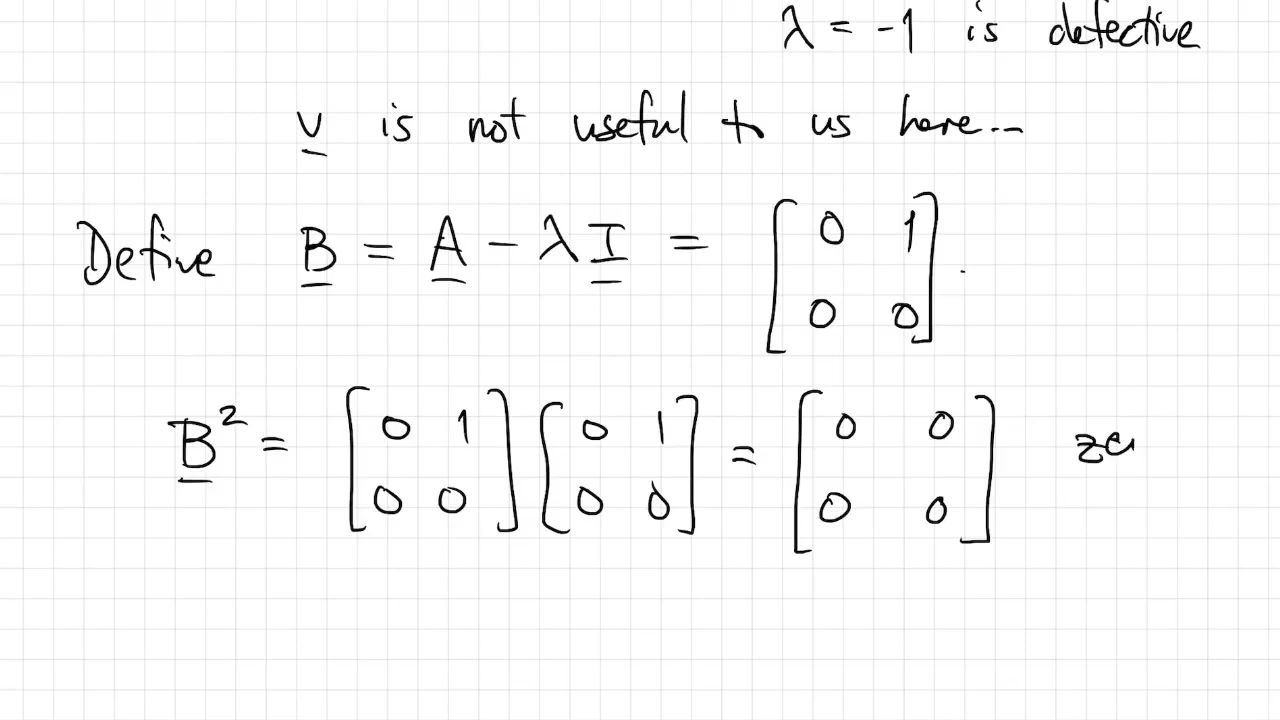 λ = -1 is defective
v is not useful to us here...
Define B = A - λI = [0 1; 0 0]
B² = [0 1; 0 0] [0 1; 0 0] = [0 0; 0 0]